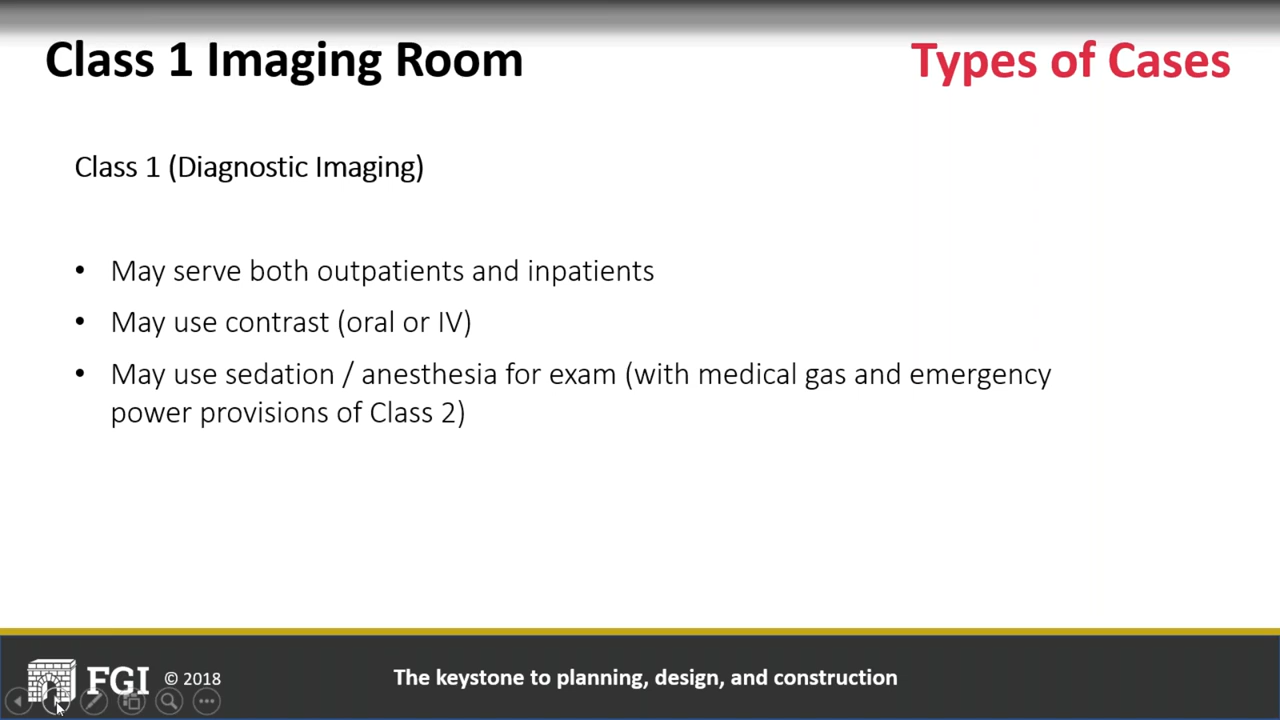 Class 1 Imaging Room
Types of Cases
Class 1 (Diagnostic Imaging)
• May serve both outpatients and inpatients
• May use contrast (oral or IV)
• May use sedation / anesthesia for exam (with medical gas and emergency
power provisions of Class 2)
FGI © 2018
The keystone to planning, design, and construction